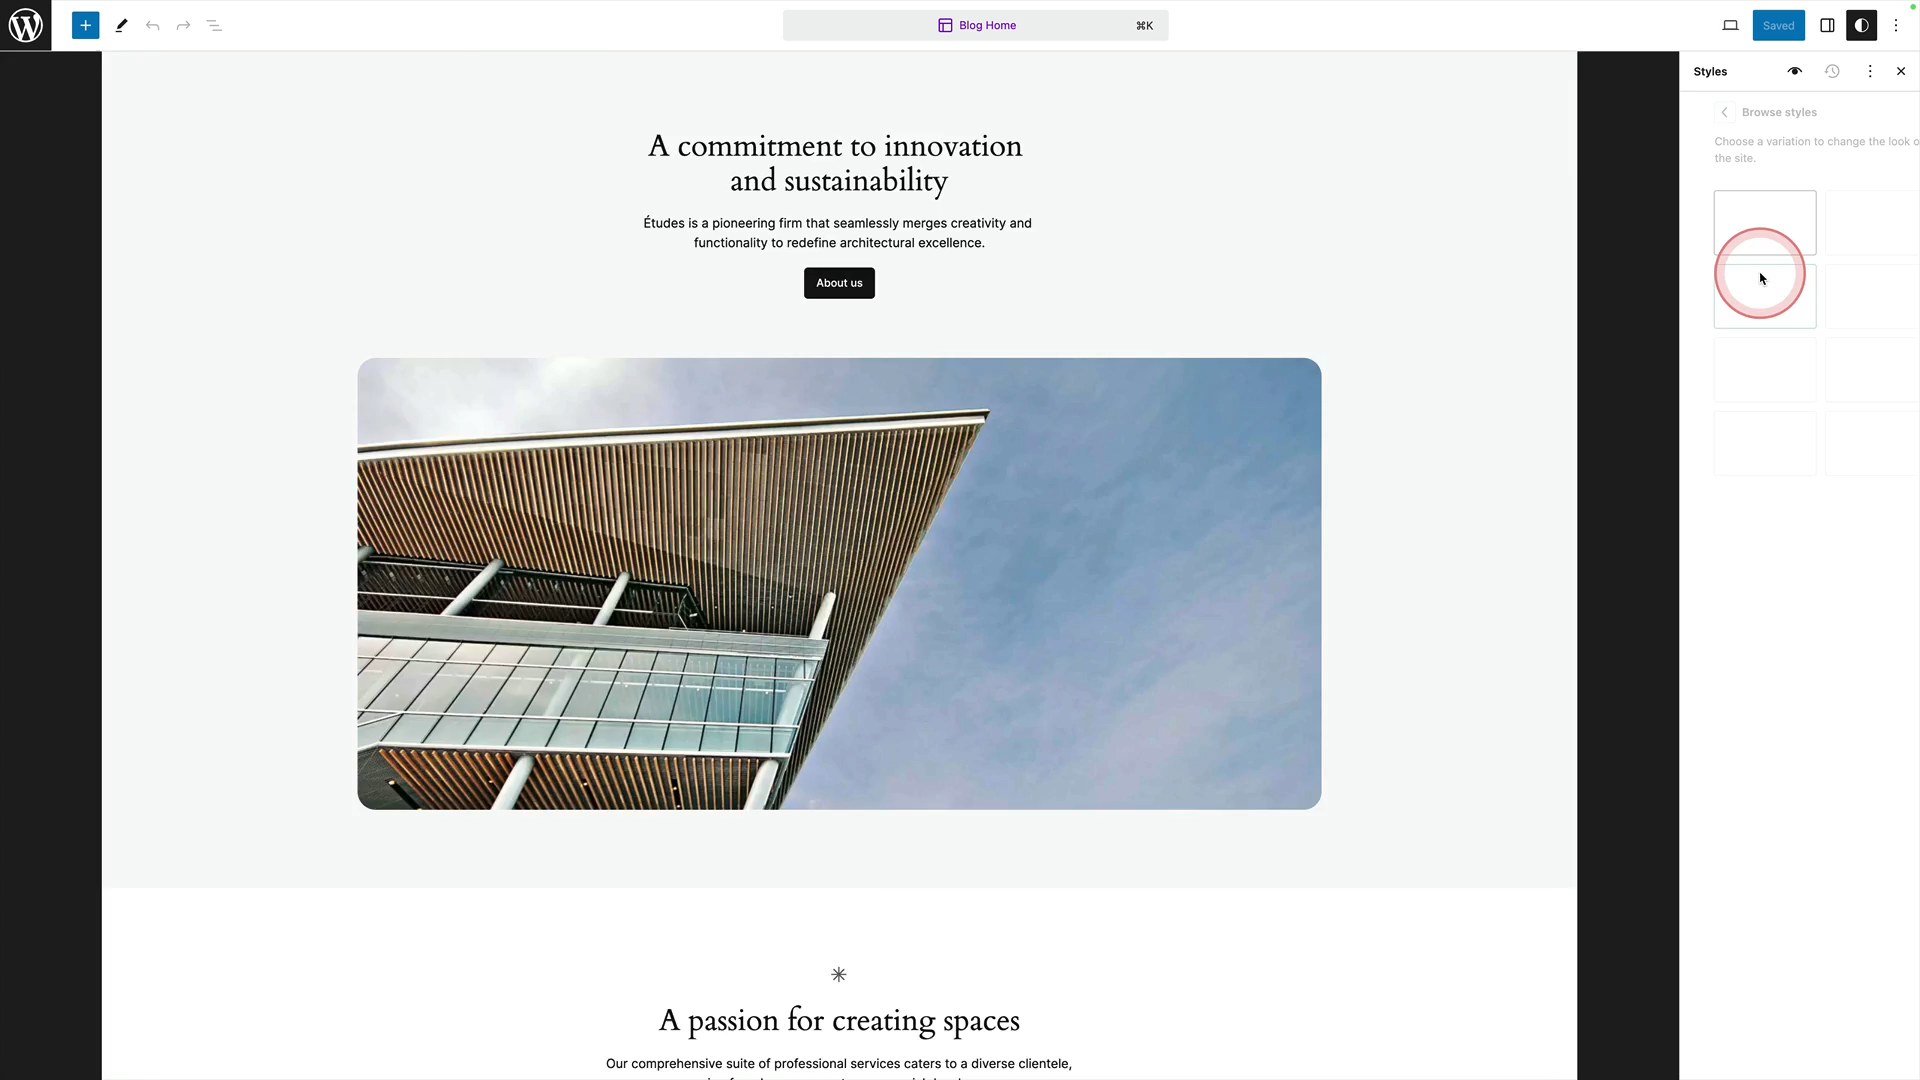 Blog Home
⌘K
Saved
Styles
Browse styles
Choose a variation to change the look o
the site.
A commitment to innovation
and sustainability
Études is a pioneering firm that seamlessly merges creativity and
functionality to redefine architectural excellence.
About us
A passion for creating spaces
Our comprehensive suite of professional services caters to a diverse clientele,